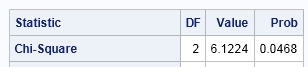 Statistic DF Value Prob
Chi-Square 2 6.1224 0.0468